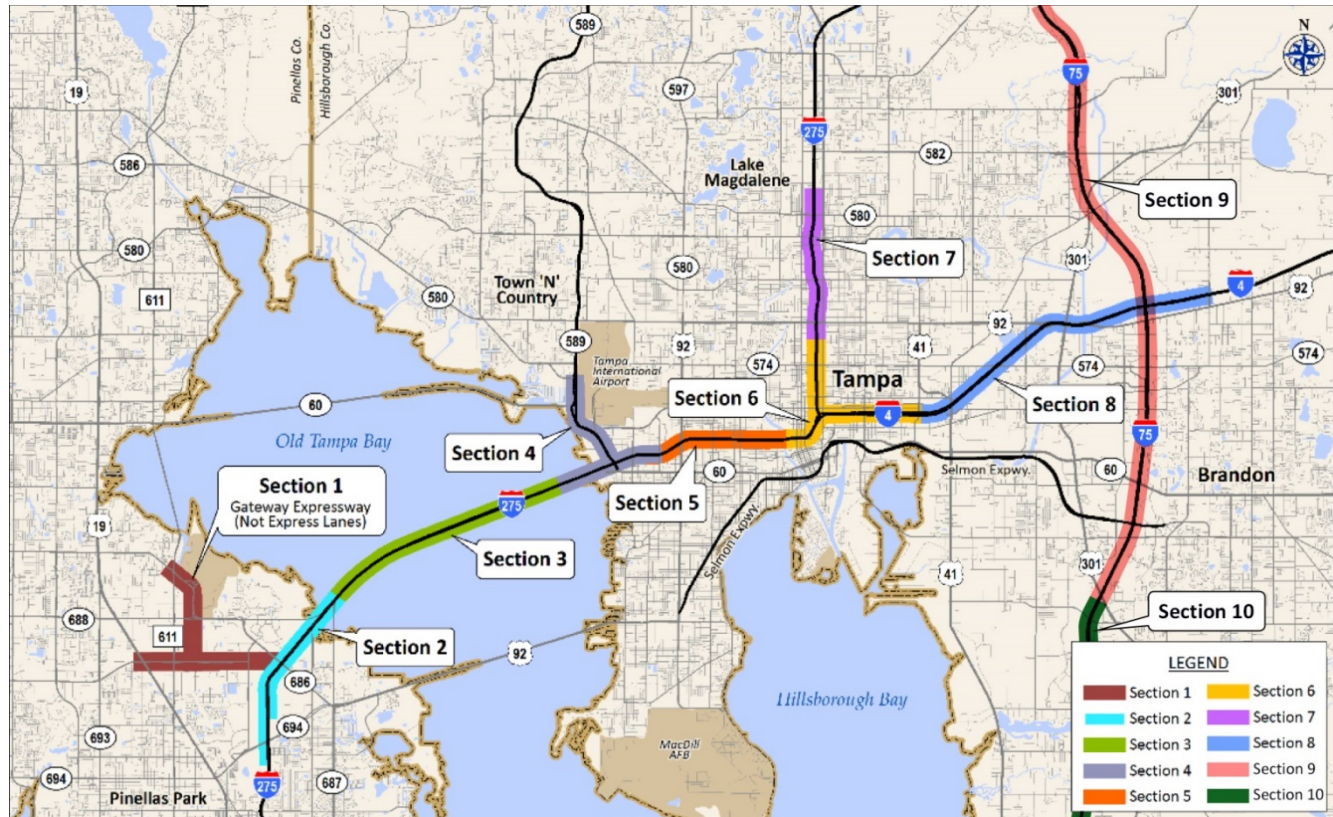 589
N
Pinellas Co.
Hillsborough Co.
75
19
597
301
275
586
582
Lake
Magdalene
Section 9
580
580
Section 7
301
580
611
Town 'N'
Country
580
4
92
92
589
92
41
574
574
574
Tampa
International
Airport
Tampa
Section 6
4
Section 8
60
Old Tampa Bay
75
Section 4
60
Selmon Expwy.
60
Brandon
Section 5
Section 1
Gateway Expressway
(Not Express Lanes)
275
19
Selmon Expwy.
Section 3
41
301
688
Section 10
611
Section 2
92
686
LEGEND
Section 1
Section 6
Section 2
Section 7
Section 3
Section 8
Section 4
Section 9
Section 5
Section 10
Hillsborough Bay
694
693
MacDill
AFB
694
687
275
Pinellas Park